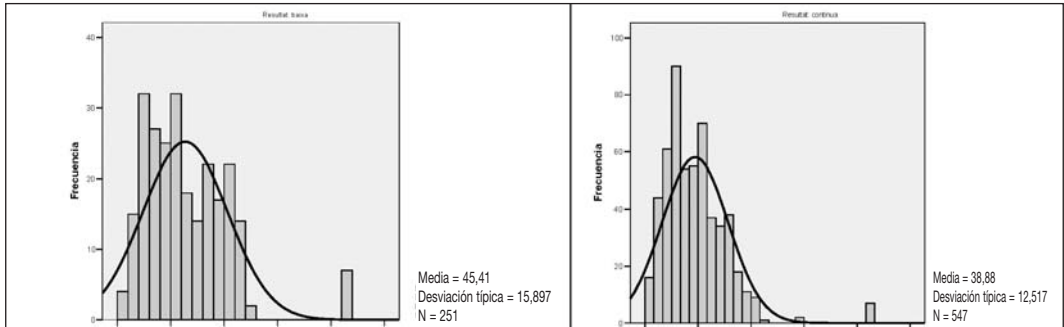 Resultat: baixa
40
30
20
10
0
Frecuencia
Media = 45,41
Desviación típica = 15,897
N = 251
Resultat: continua
100
80
60
40
20
0
Frecuencia
Media = 38,88
Desviación típica = 12,517
N = 547